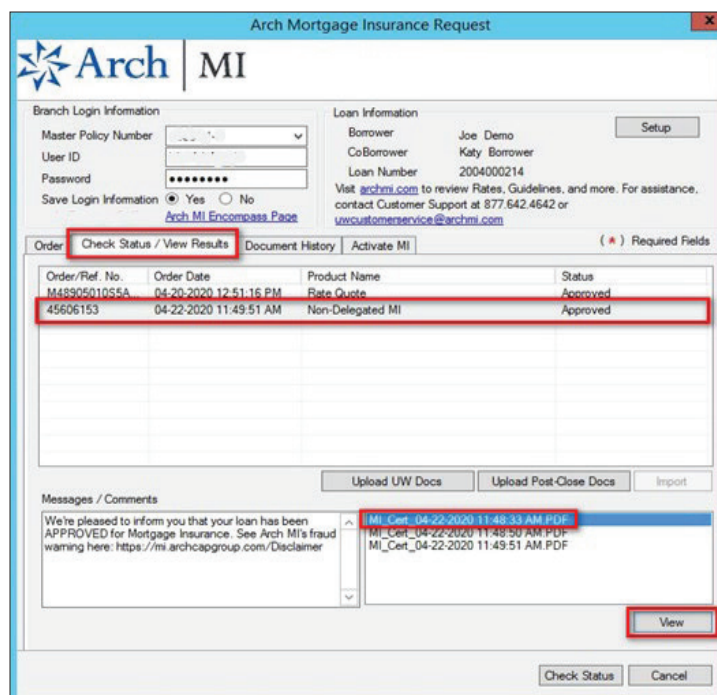 Arch Mortgage Insurance Request
x
Arch MI
Branch Login Information
Master Policy Number
User ID
Password ●●●●●●●●
Save Login Information Yes No
Arch MI Encompass Page
Loan Information
Setup
Borrower Joe Demo
CoBorrower Katy Borrower
Loan Number 2004000214
Visit archmi.com to review Rates, Guidelines, and more. For assistance,
contact Customer Support at 877.642.4642 or
uwcustomerservice@archmi.com
Order Check Status / View Results Document History Activate MI (*) Required Fields
Order/Ref. No. Order Date Product Name Status
M48905010S5A... 04-20-2020 12:51:16 PM Rate Quote Approved
45606153 04-22-2020 11:49:51 AM Non-Delegated MI Approved
Upload UW Docs Upload Post-Close Docs Import
Messages / Comments
We're pleased to inform you that your loan has been
APPROVED for Mortgage Insurance. See Arch MI's fraud
warning here: https://mi.archcapgroup.com/Disclaimer
MI_Cert_04-22-2020 11:48:33 AM.PDF
MI_Cert_04-22-2020 11:48:50 AM.PDF
MI_Cert_04-22-2020 11:49:51 AM.PDF
View
Check Status Cancel